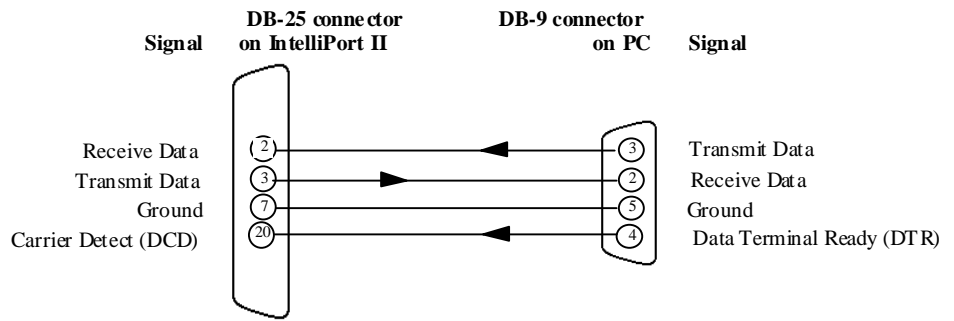 DB-25 connector DB-9 connector
Signal on IntelliPort II on PC Signal
Receive Data 2 3 Transmit Data
Transmit Data 3 2 Receive Data
Ground 7 5 Ground
Carrier Detect (DCD) 20 4 Data Terminal Ready (DTR)